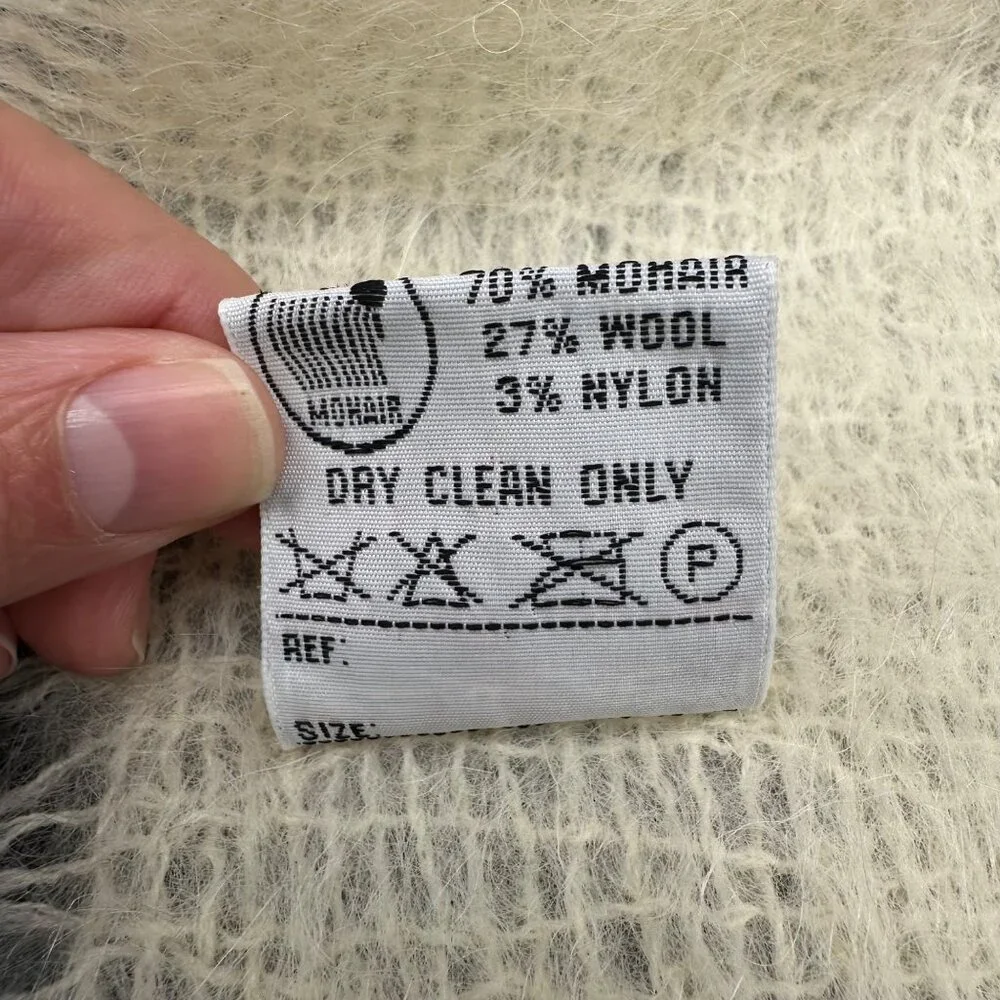 70% MOHAIR
27% WOOL
3% NYLON
MOHAIR
DRY CLEAN ONLY
P
REF:
SIZE: